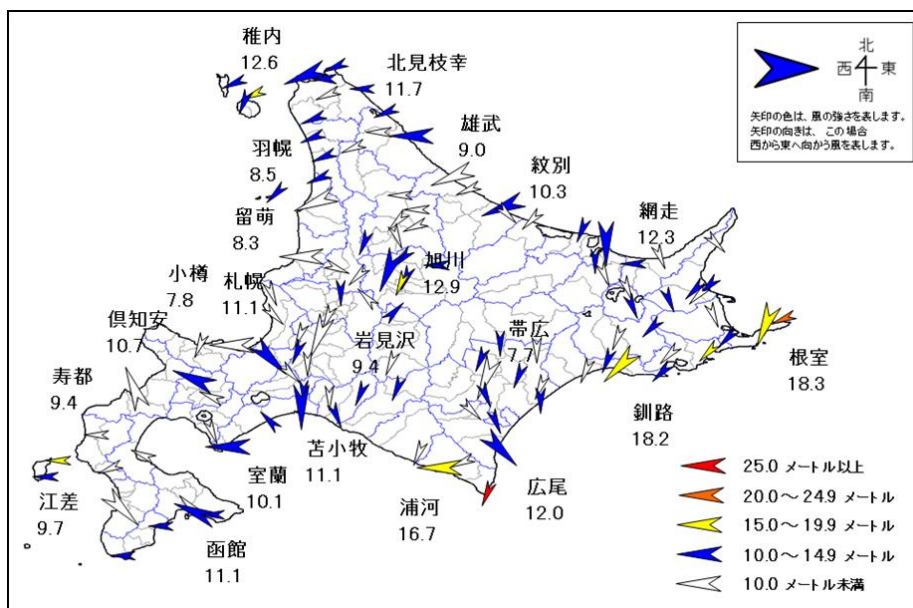 稚内
12.6
北見枝幸
11.7
北
西 東
南
矢印の色は、風の強さを表します。
矢印の向きは、この場合
西から東へ向かう風を表します。
雄武
9.0
羽幌
8.5
紋別
10.3
留萌
8.3
網走
12.3
旭川
12.9
小樽
7.8
札幌
11.1
倶知安
10.7
岩見沢
9.4
帯広
7.7
根室
18.3
寿都
9.4
釧路
18.2
苫小牧
11.1
室蘭
10.1
広尾
12.0
浦河
16.7
江差
9.7
函館
11.1
25.0 メートル以上
20.0～24.9 メートル
15.0～19.9 メートル
10.0～14.9 メートル
10.0 メートル未満